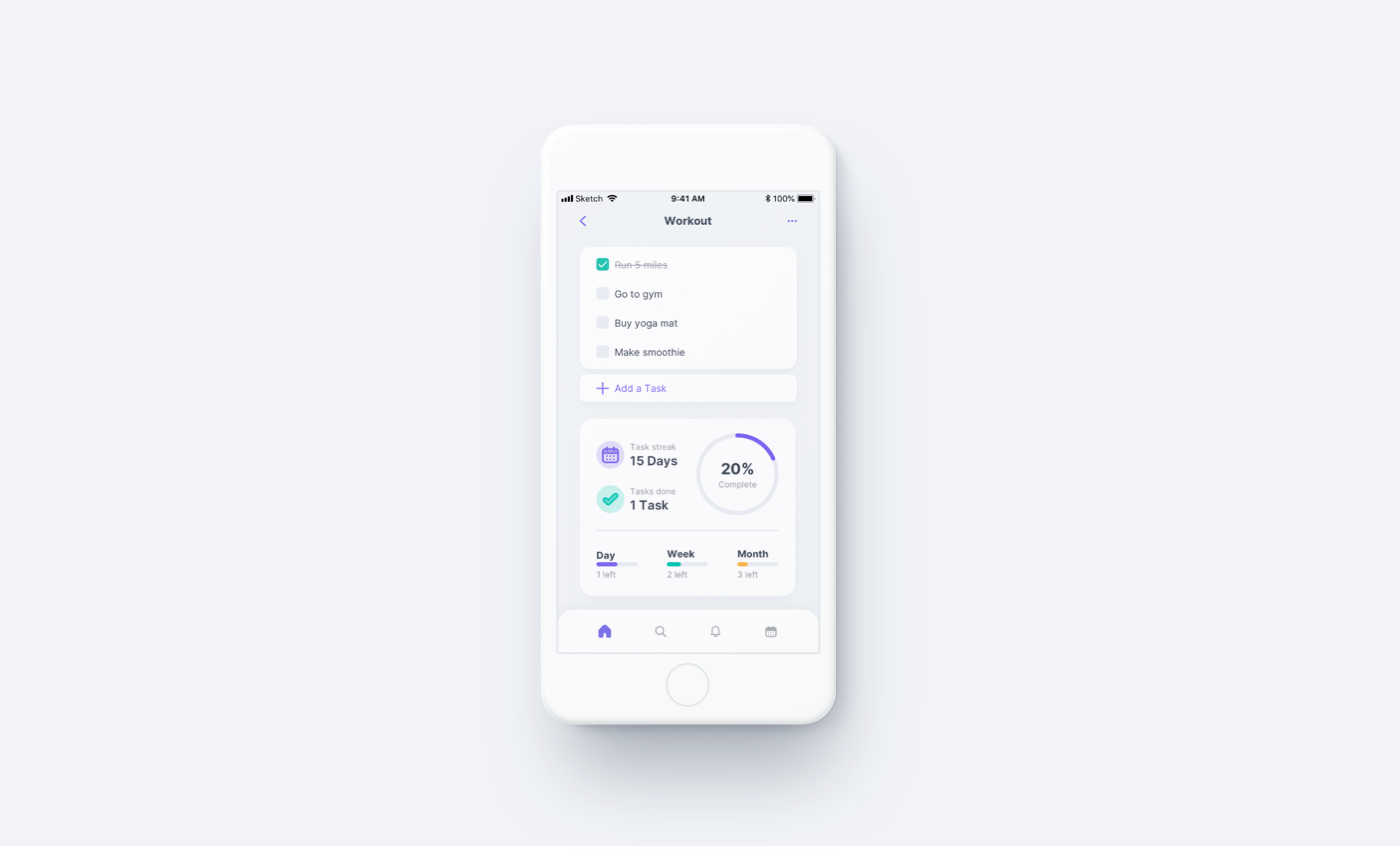 Sketch 9:41 AM 100%
Workout
Run 5 miles
Go to gym
Buy yoga mat
Make smoothie
Add a Task
Task streak
15 Days
Tasks done
1 Task
20%
Complete
Day Week Month
1 left 2 left 3 left